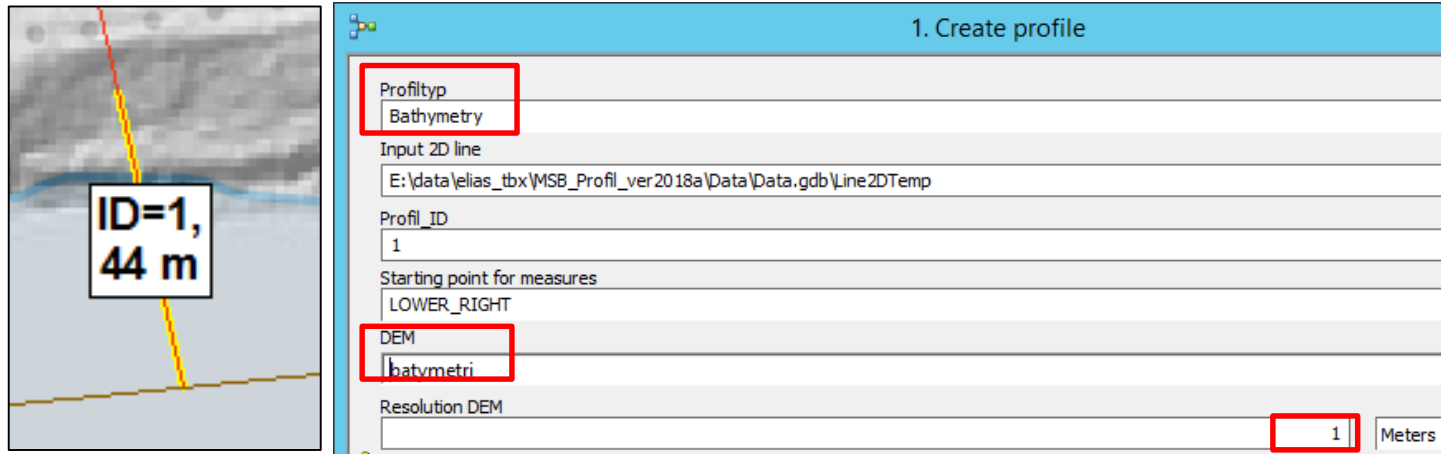 ID=1,
44 m
1. Create profile
Profiltyp
Bathymetry
Input 2D line
E:\data\elias_tbx\MSB_Profil_ver2018a\Data\Data.gdb\Line2DTemp
Profil_ID
1
Starting point for measures
LOWER_RIGHT
DEM
batymetri
Resolution DEM
1 Meters